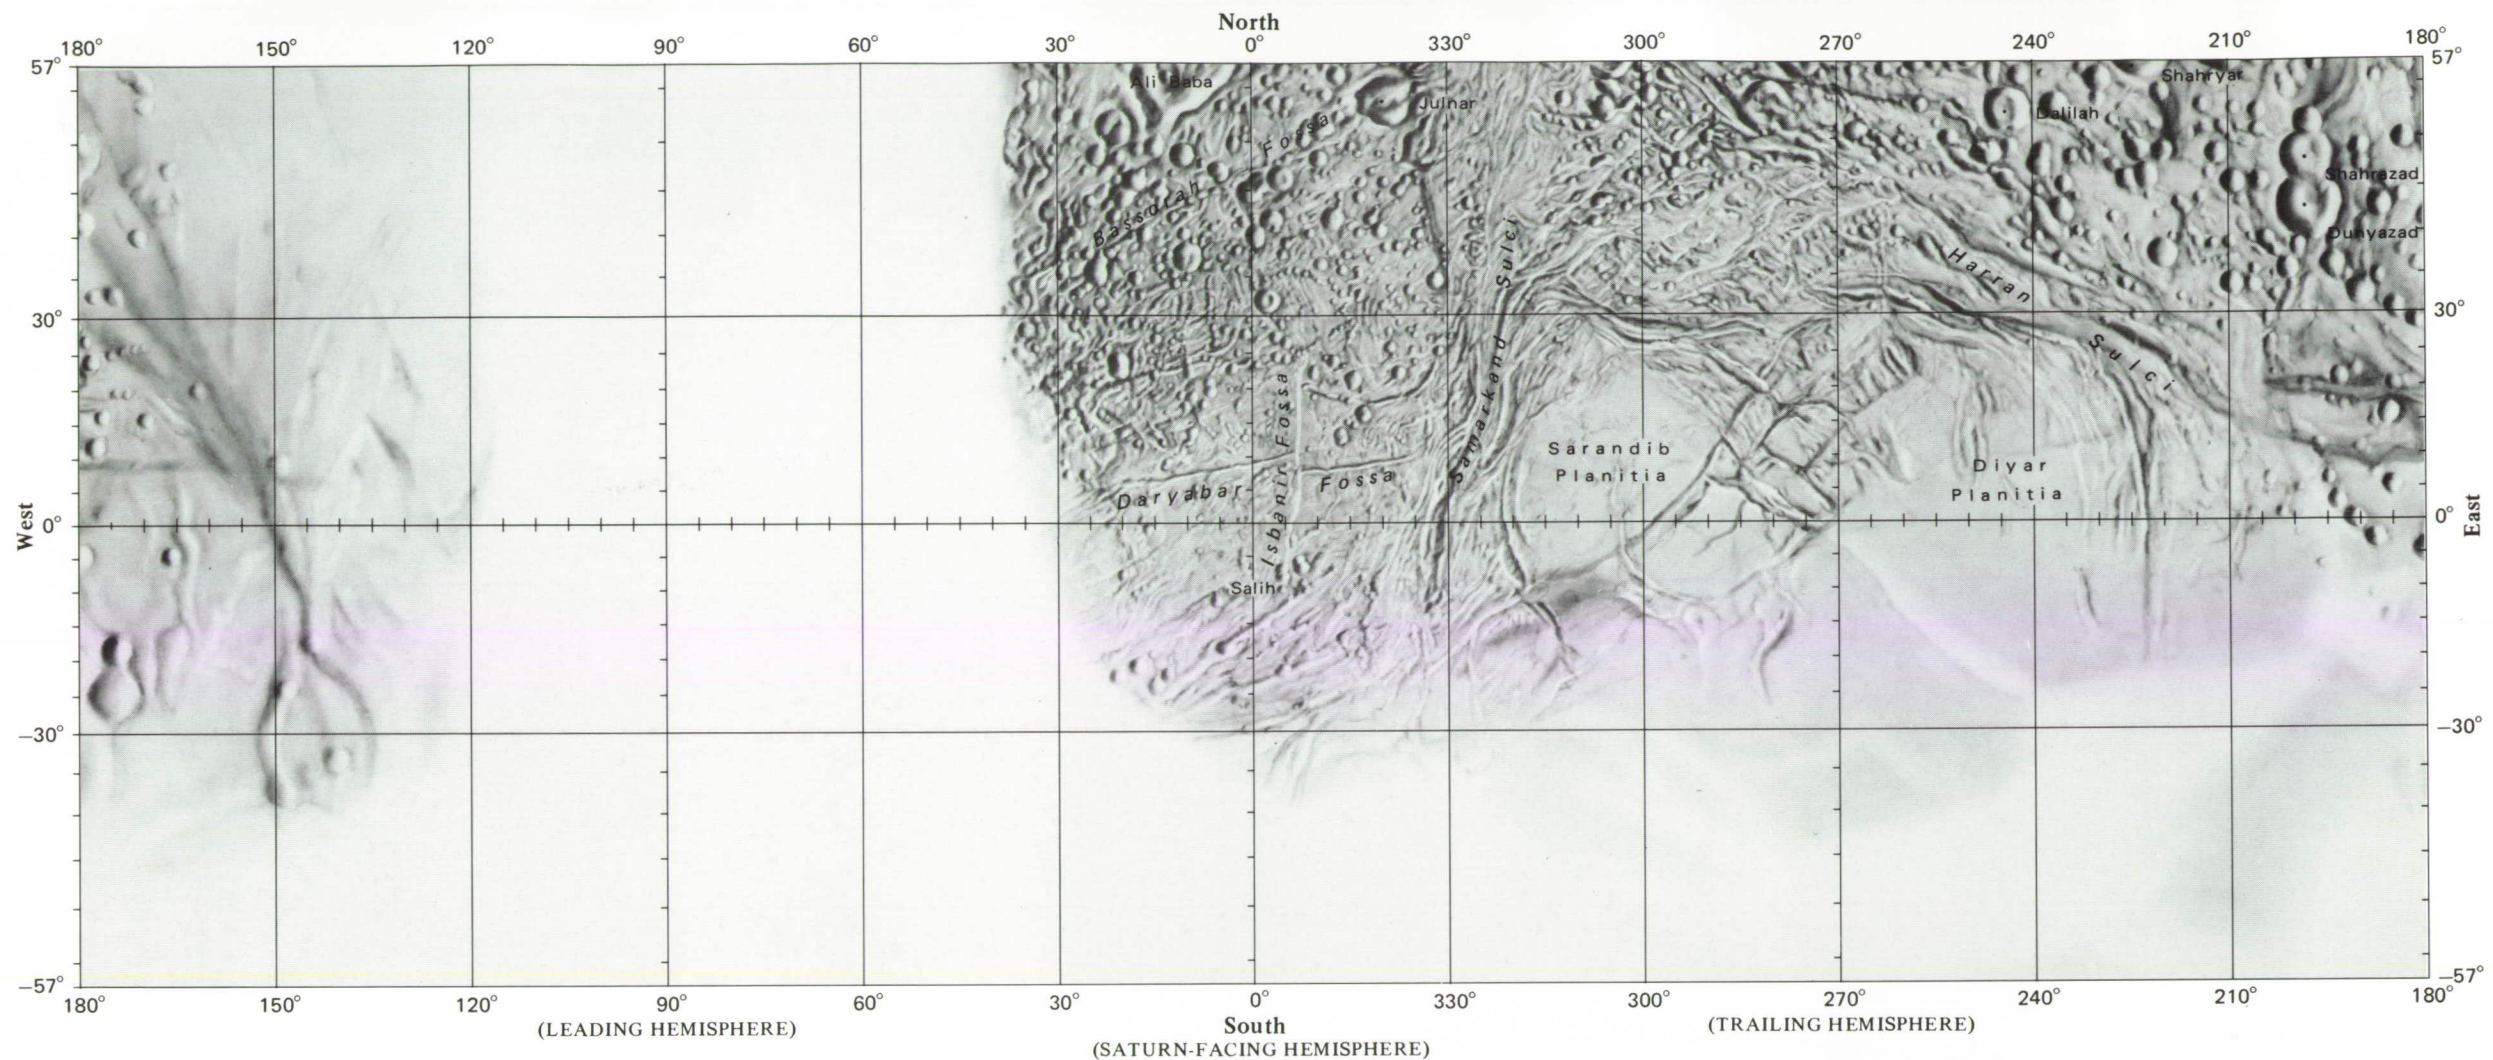 North
180° 150° 120° 90° 60° 30° 0° 330° 300° 270° 240° 210° 180°
57° 57°
Ali Baba
Shahryar
Julnar
Dalilah
Bassorah Fossa
Shahrazad
Dunyazad
Samarkand Sulci
Harran Sulci
30° 30°
Isbanir Fossa
Daryabar Fossa
Sarandib
Planitia
Diyar
Planitia
West 0° 0° East
Salih
−30° −30°
−57° −57°
180° 150° 120° 90° 60° 30° 0° 330° 300° 270° 240° 210° 180°
(LEADING HEMISPHERE) South (TRAILING HEMISPHERE)
(SATURN-FACING HEMISPHERE)